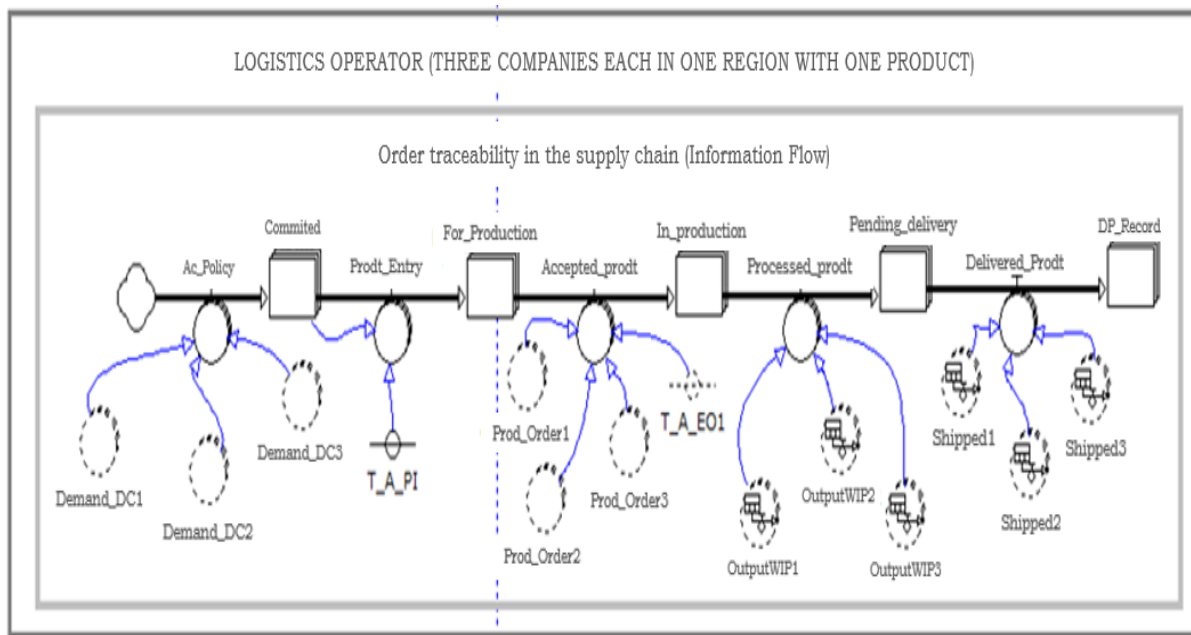 LOGISTICS OPERATOR (THREE COMPANIES EACH IN ONE REGION WITH ONE PRODUCT)
Order traceability in the supply chain (Information Flow)
Commited
For_Production
In_production
Pending_delivery
DP_Record
Ac_Policy
Prodt_Entry
Accepted_prodt
Processed_prodt
Delivered_Prodt
Demand_DC1
Demand_DC2
Demand_DC3
T_A_PI
Prod_Order1
Prod_Order2
Prod_Order3
T_A_EO1
OutputWIP1
OutputWIP2
OutputWIP3
Shipped1
Shipped2
Shipped3